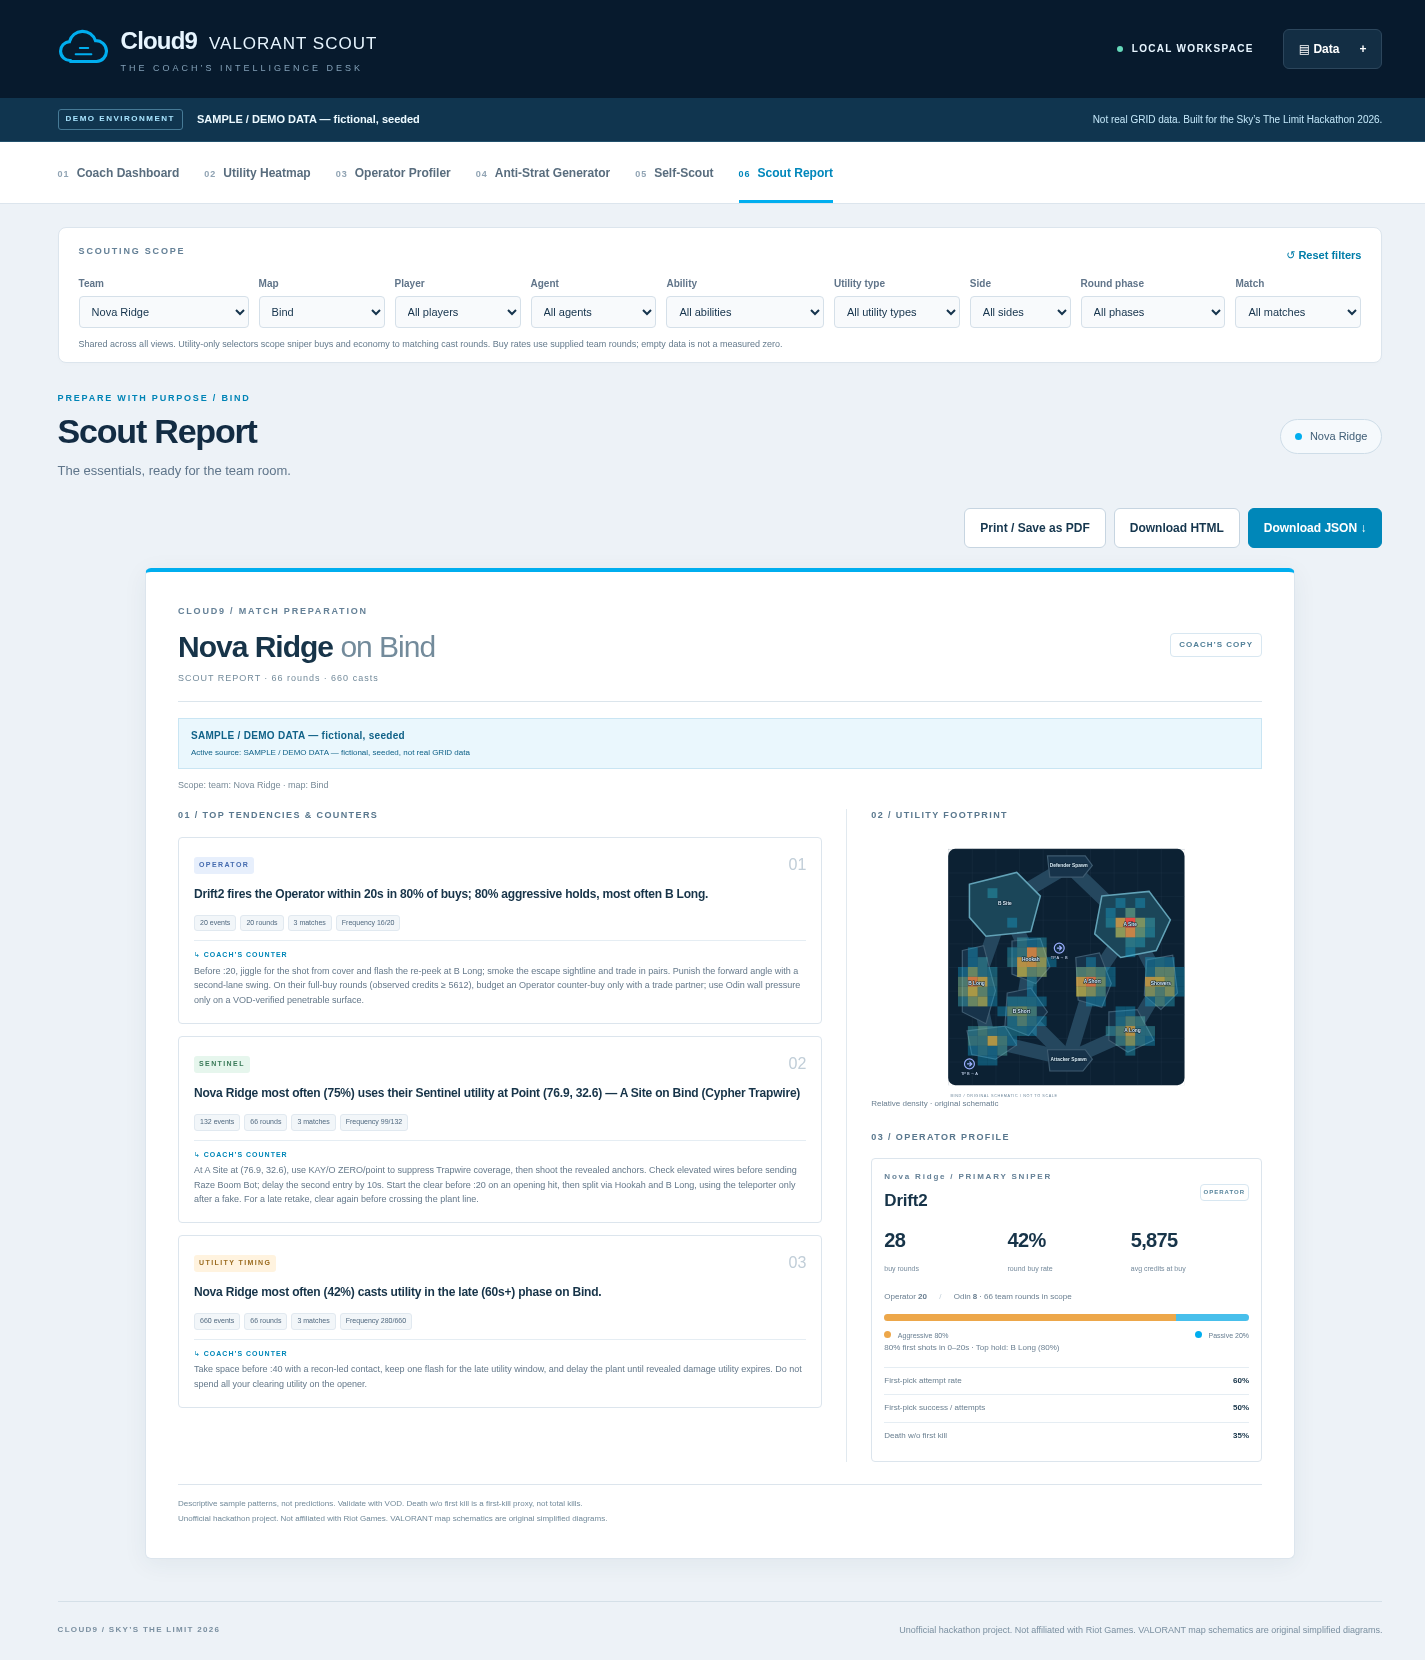 Cloud9 VALORANT SCOUT
THE COACH'S INTELLIGENCE DESK
LOCAL WORKSPACE
Data +
DEMO ENVIRONMENT
SAMPLE / DEMO DATA — fictional, seeded
Not real GRID data. Built for the Sky's The Limit Hackathon 2026.
01 Coach Dashboard
02 Utility Heatmap
03 Operator Profiler
04 Anti-Strat Generator
05 Self-Scout
06 Scout Report
SCOUTING SCOPE
↺ Reset filters
Team
Map
Player
Agent
Ability
Utility type
Side
Round phase
Match
Nova Ridge
Bind
All players
All agents
All abilities
All utility types
All sides
All phases
All matches
Shared across all views. Utility-only selectors scope sniper buys and economy to matching cast rounds. Buy rates use supplied team rounds; empty data is not a measured zero.
PREPARE WITH PURPOSE / BIND
Scout Report
Nova Ridge
The essentials, ready for the team room.
Print / Save as PDF
Download HTML
Download JSON ↓
CLOUD9 / MATCH PREPARATION
Nova Ridge on Bind
COACH'S COPY
SCOUT REPORT · 66 rounds · 660 casts
SAMPLE / DEMO DATA — fictional, seeded
Active source: SAMPLE / DEMO DATA — fictional, seeded, not real GRID data
Scope: team: Nova Ridge · map: Bind
01 / TOP TENDENCIES & COUNTERS
OPERATOR
01
Drift2 fires the Operator within 20s in 80% of buys; 80% aggressive holds, most often B Long.
20 events
20 rounds
3 matches
Frequency 16/20
↳ COACH'S COUNTER
Before :20, jiggle for the shot from cover and flash the re-peek at B Long; smoke the escape sightline and trade in pairs. Punish the forward angle with a
second-lane swing. On their full-buy rounds (observed credits ≥ 5612), budget an Operator counter-buy only with a trade partner; use Odin wall pressure
only on a VOD-verified penetrable surface.
SENTINEL
02
Nova Ridge most often (75%) uses their Sentinel utility at Point (76.9, 32.6) — A Site on Bind (Cypher Trapwire)
132 events
66 rounds
3 matches
Frequency 99/132
↳ COACH'S COUNTER
At A Site at (76.9, 32.6), use KAY/O ZERO/point to suppress Trapwire coverage, then shoot the revealed anchors. Check elevated wires before sending
Raze Boom Bot; delay the second entry by 10s. Start the clear before :20 on an opening hit, then split via Hookah and B Long, using the teleporter only
after a fake. For a late retake, clear again before crossing the plant line.
UTILITY TIMING
03
Nova Ridge most often (42%) casts utility in the late (60s+) phase on Bind.
660 events
66 rounds
3 matches
Frequency 280/660
↳ COACH'S COUNTER
Take space before :40 with a recon-led contact, keep one flash for the late utility window, and delay the plant until revealed damage utility expires. Do not
spend all your clearing utility on the opener.
02 / UTILITY FOOTPRINT
Defender Spawn
B Site
A Site
Hookah
TP A → B
B Long
A Short
Showers
B Short
A Long
Attacker Spawn
TP B → A
BIND / ORIGINAL SCHEMATIC / NOT TO SCALE
Relative density · original schematic
03 / OPERATOR PROFILE
Nova Ridge / PRIMARY SNIPER
Drift2
OPERATOR
28
42%
5,875
buy rounds
round buy rate
avg credits at buy
Operator 20 / Odin 8 · 66 team rounds in scope
Aggressive 80%
Passive 20%
80% first shots in 0–20s · Top hold: B Long (80%)
First-pick attempt rate 60%
First-pick success / attempts 50%
Death w/o first kill 35%
Descriptive sample patterns, not predictions. Validate with VOD. Death w/o first kill is a first-kill proxy, not total kills.
Unofficial hackathon project. Not affiliated with Riot Games. VALORANT map schematics are original simplified diagrams.
CLOUD9 / SKY'S THE LIMIT 2026
Unofficial hackathon project. Not affiliated with Riot Games. VALORANT map schematics are original simplified diagrams.